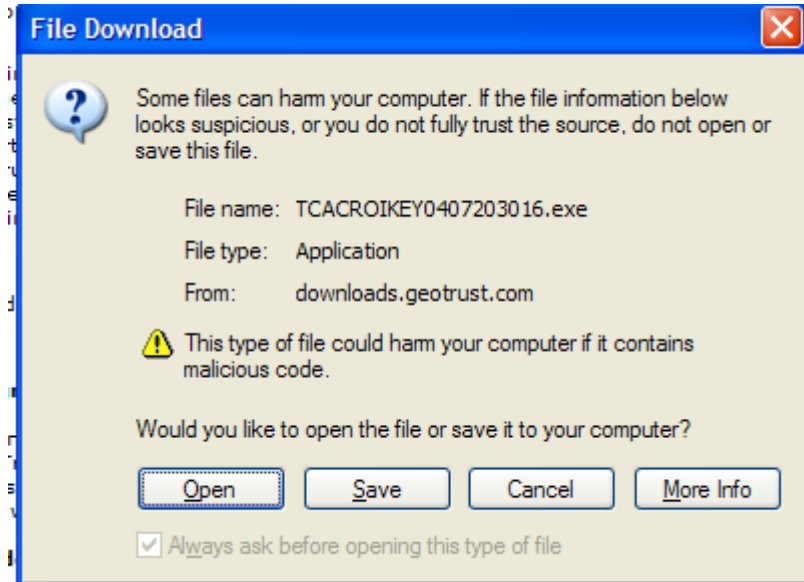 File Download
Some files can harm your computer. If the file information below
looks suspicious, or you do not fully trust the source, do not open or
save this file.
File name: TCACROIKEY0407203016.exe
File type: Application
From: downloads.geotrust.com
This type of file could harm your computer if it contains
malicious code.
Would you like to open the file or save it to your computer?
Open Save Cancel More Info
Always ask before opening this type of file